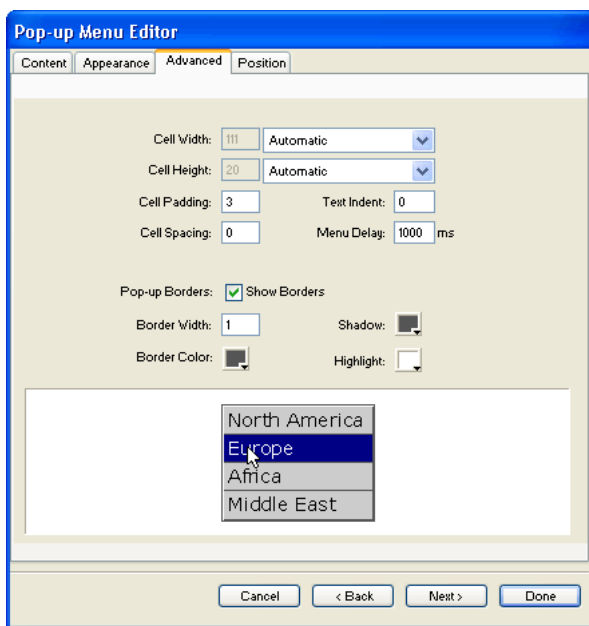 Pop-up Menu Editor
Content Appearance Advanced Position
Cell Width: 111 Automatic
Cell Height: 20 Automatic
Cell Padding: 3 Text Indent: 0
Cell Spacing: 0 Menu Delay: 1000 ms
Pop-up Borders: Show Borders
Border Width: 1 Shadow:
Border Color: Highlight:
North America
Europe
Africa
Middle East
Cancel < Back Next > Done